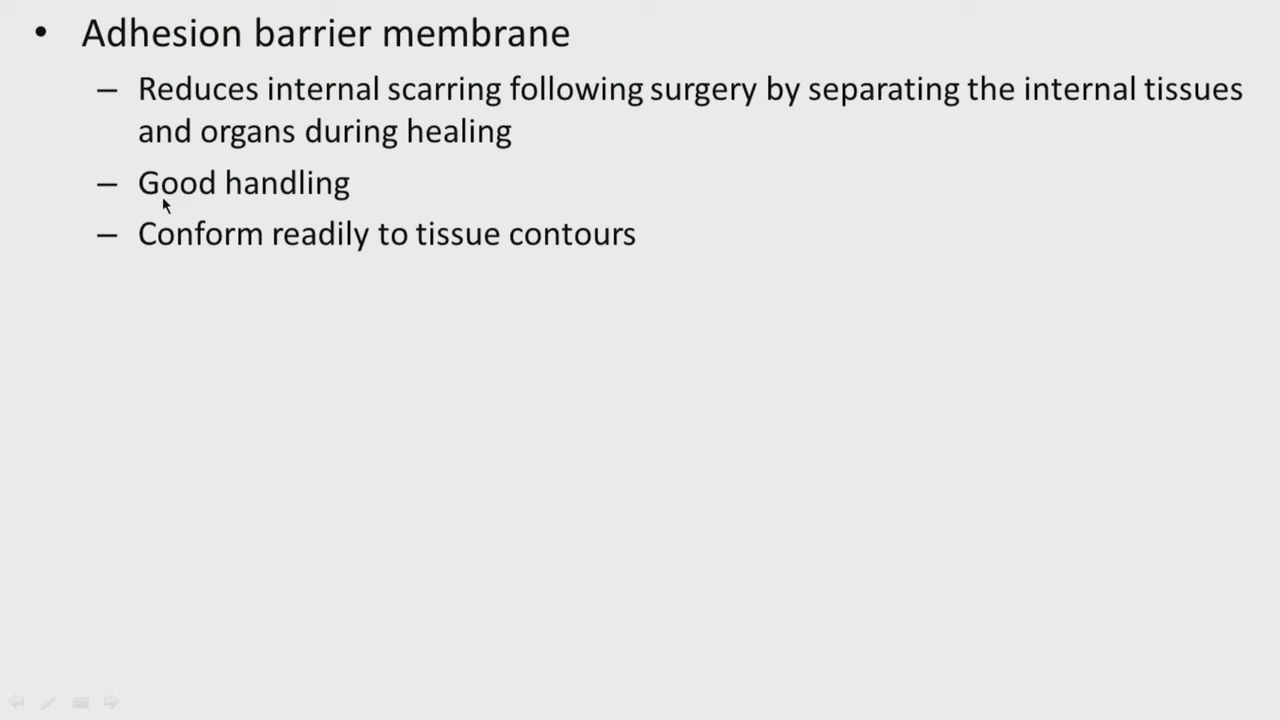 • Adhesion barrier membrane
– Reduces internal scarring following surgery by separating the internal tissues
and organs during healing
– Good handling
– Conform readily to tissue contours